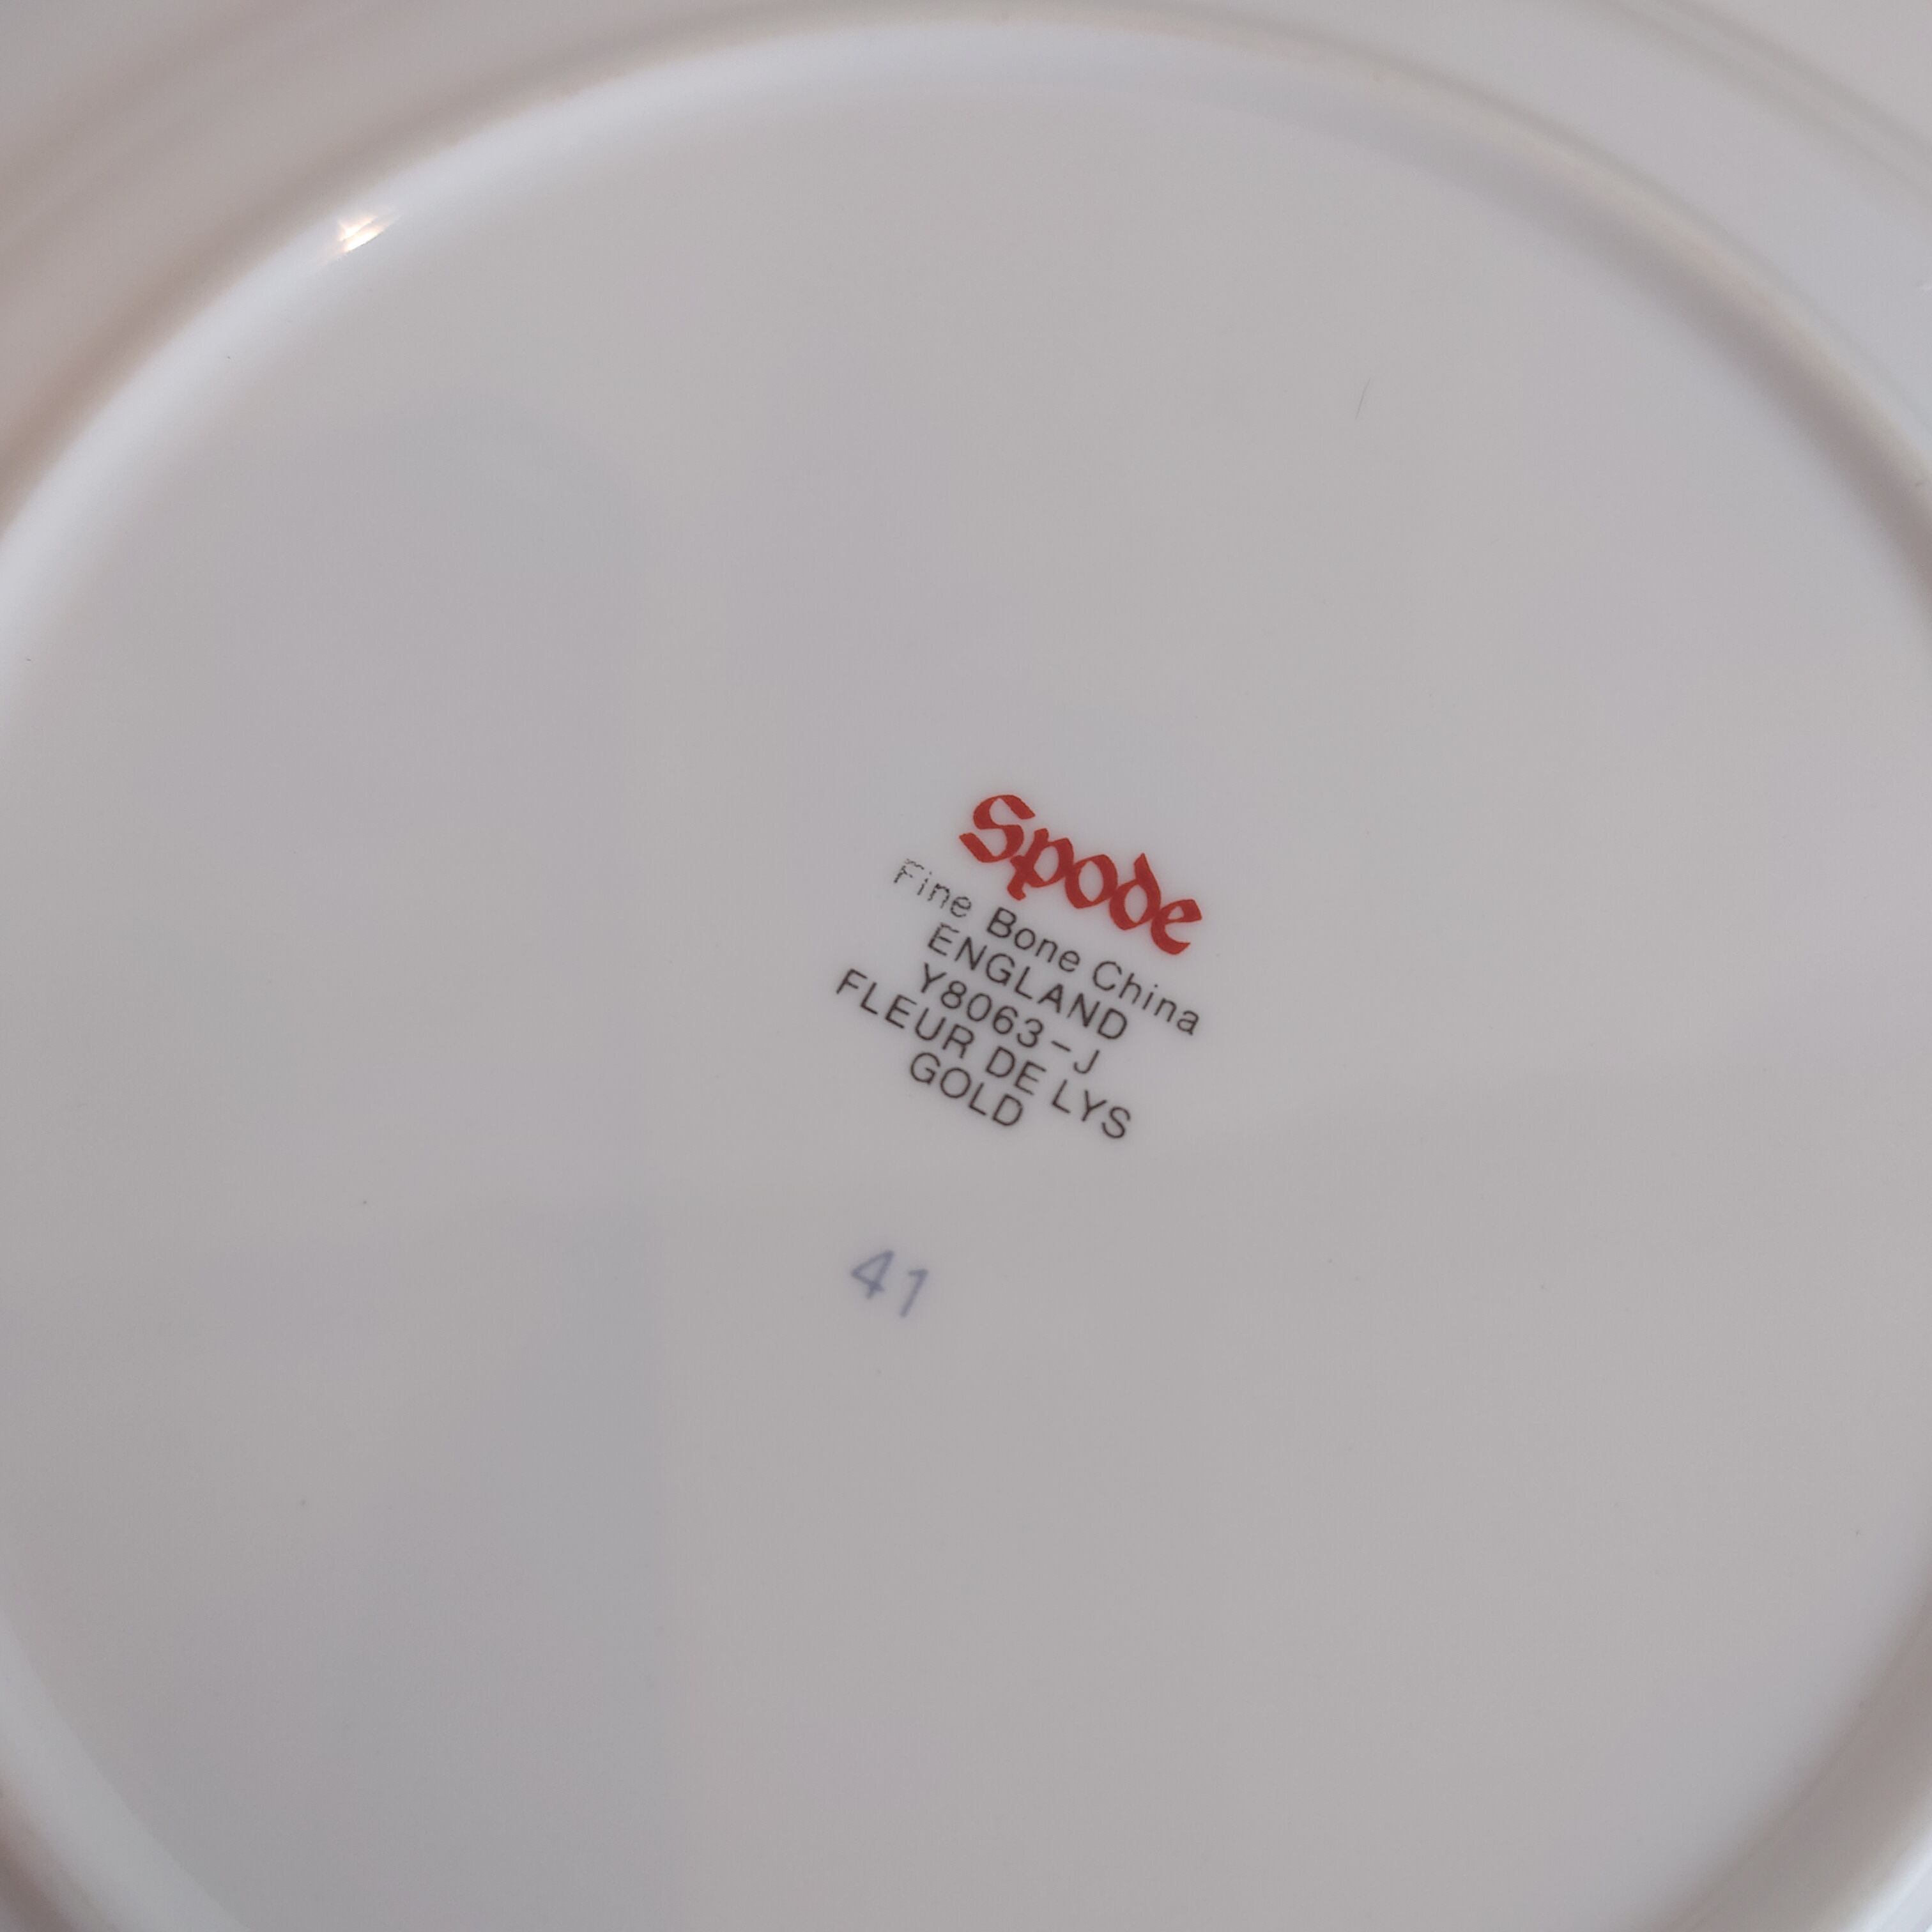 Spode
Fine Bone China
ENGLAND
Y8063-J
FLEUR DE LYS
GOLD
41